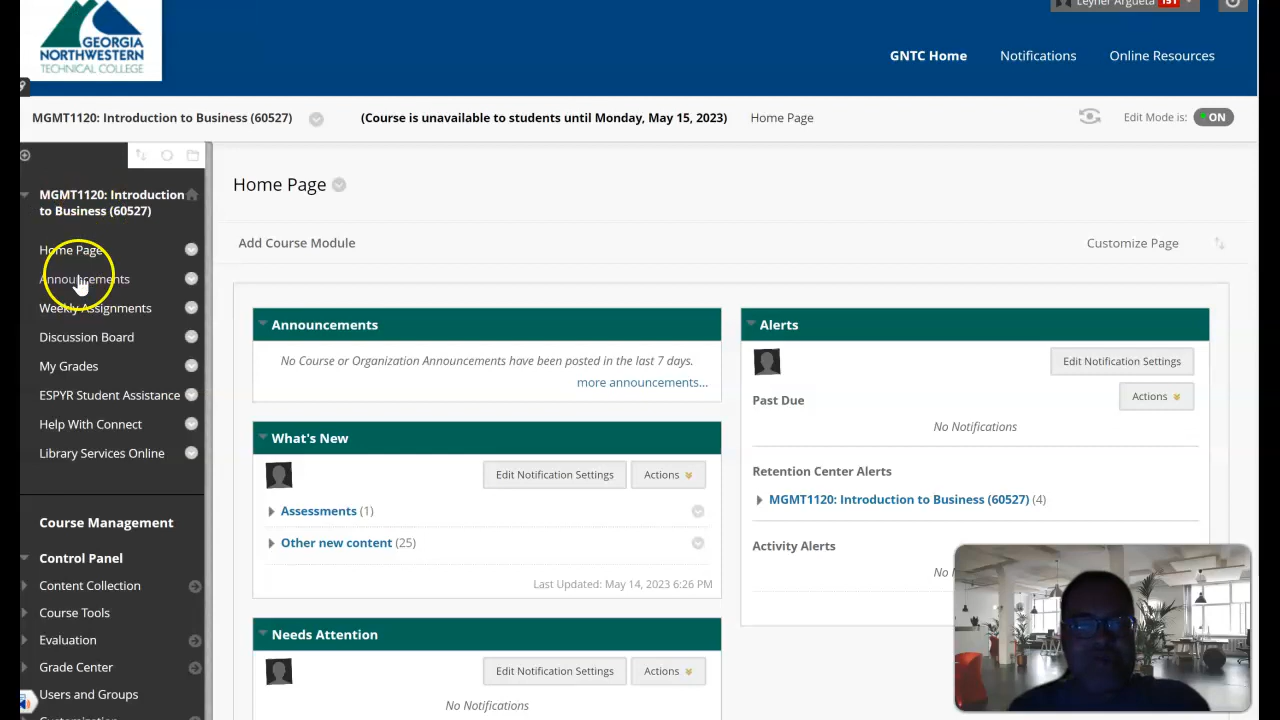 GEORGIA
NORTHWESTERN
TECHNICAL COLLEGE
Leyner Argueta 151
GNTC Home
Notifications
Online Resources
MGMT1120: Introduction to Business (60527)
(Course is unavailable to students until Monday, May 15, 2023)
Home Page
Edit Mode is:
ON
MGMT1120: Introduction
to Business (60527)
Home Page
Announcements
Weekly Assignments
Discussion Board
My Grades
ESPYR Student Assistance
Help With Connect
Library Services Online
Course Management
Control Panel
Content Collection
Course Tools
Evaluation
Grade Center
Users and Groups
Home Page
Add Course Module
Customize Page
Announcements
No Course or Organization Announcements have been posted in the last 7 days.
more announcements...
What's New
Edit Notification Settings
Actions
Assessments (1)
Other new content (25)
Last Updated: May 14, 2023 6:26 PM
Needs Attention
Edit Notification Settings
Actions
No Notifications
Alerts
Edit Notification Settings
Actions
Past Due
No Notifications
Retention Center Alerts
MGMT1120: Introduction to Business (60527) (4)
Activity Alerts